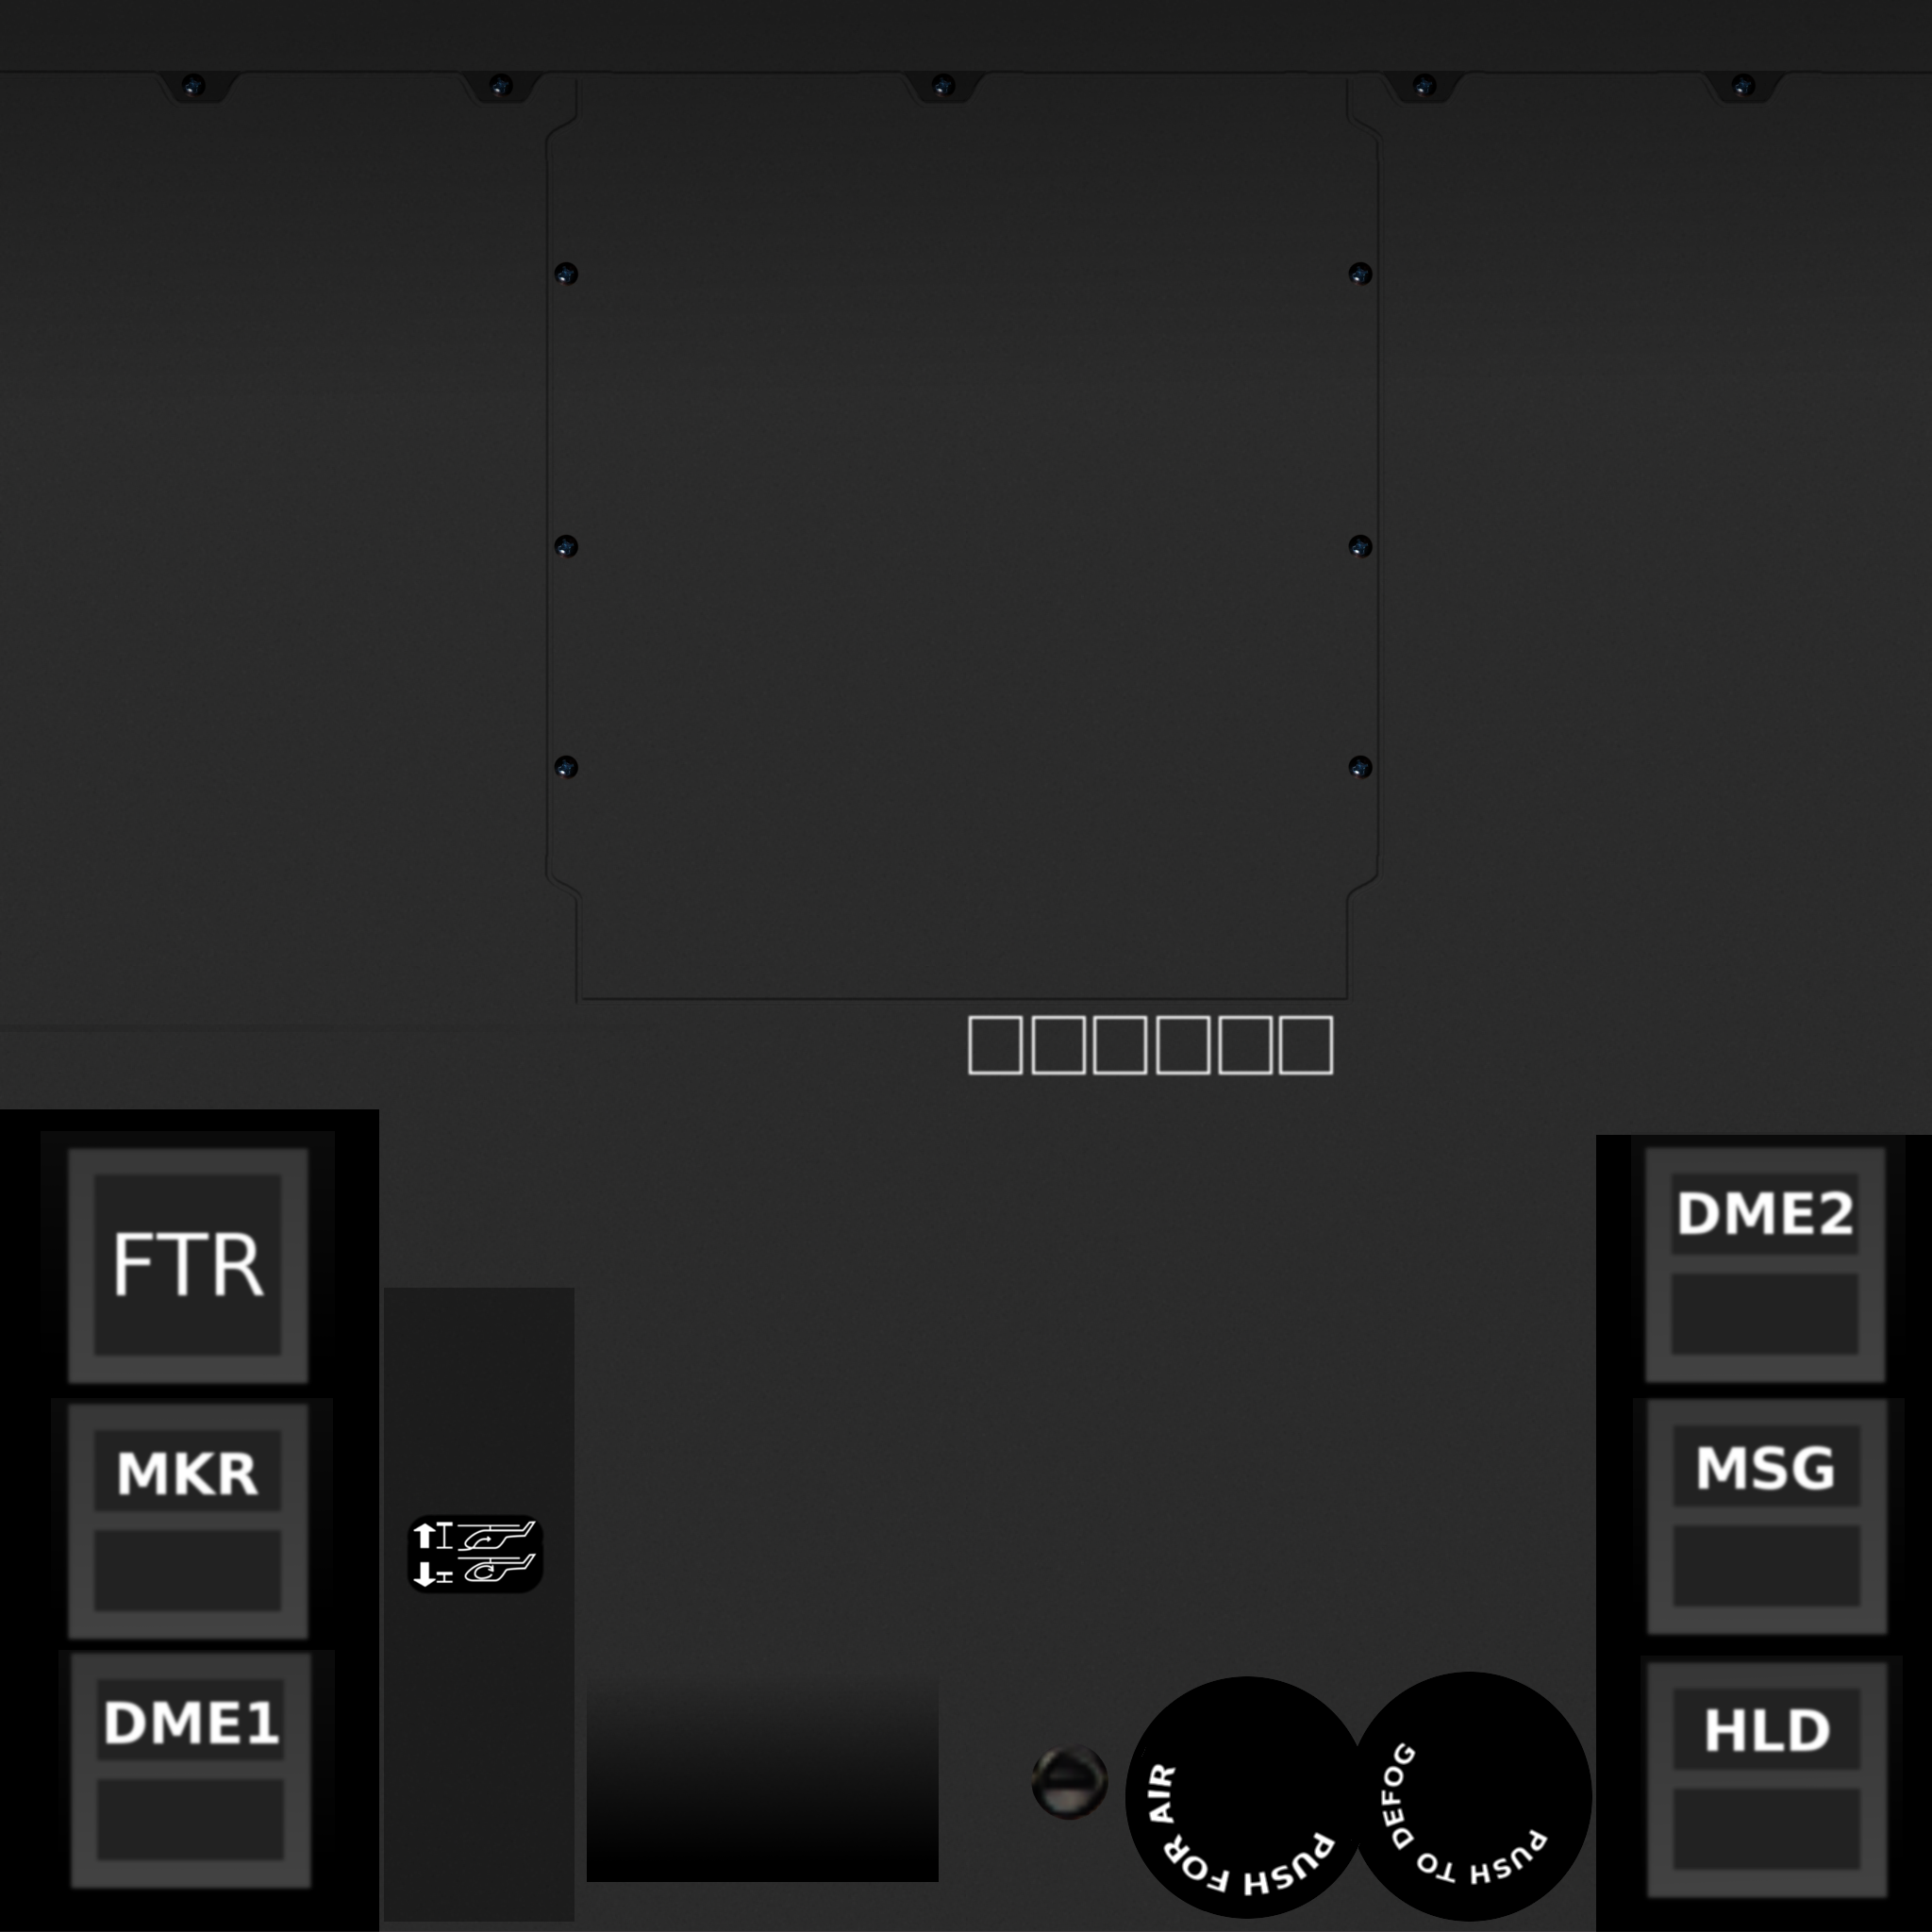 FTR
MKR
DME1
PUSH FOR AIR
PUSH TO DEFOG
DME2
MSG
HLD